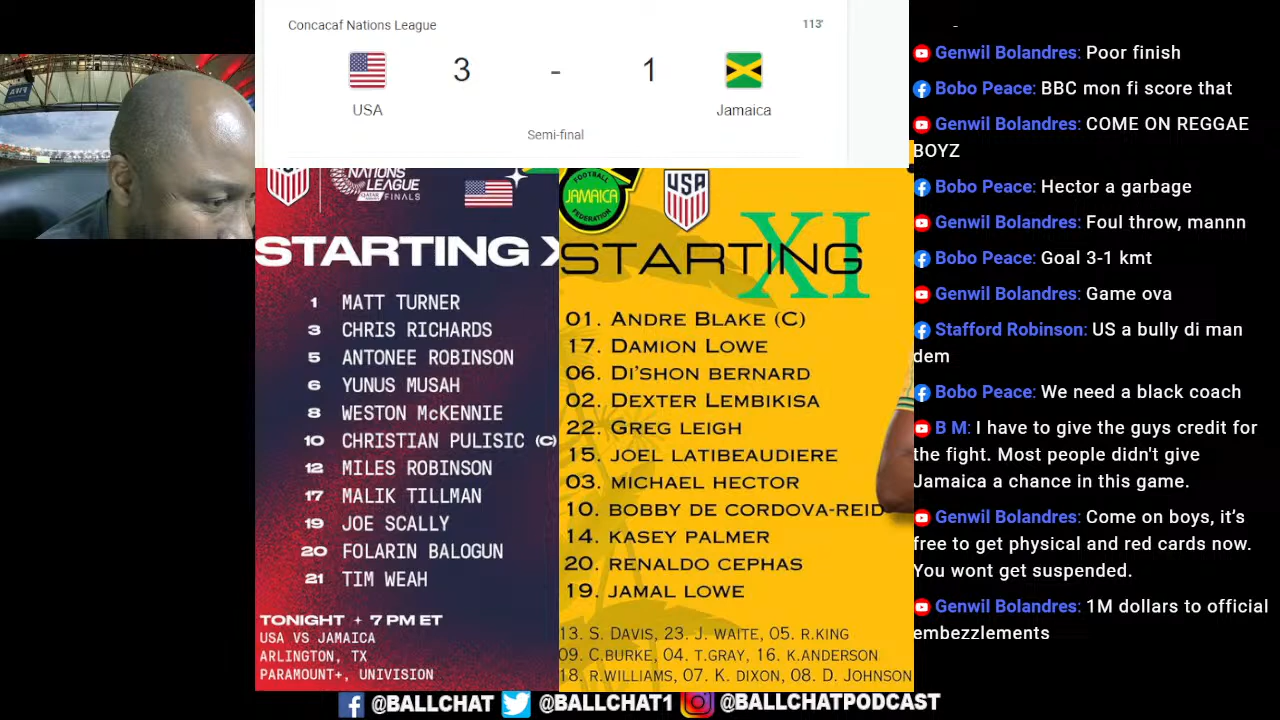 Concacaf Nations League
113'
3 - 1
USA
Jamaica
Semi-final
NATIONS
LEAGUE
FINALS
STARTING X
1 MATT TURNER
3 CHRIS RICHARDS
5 ANTONEE ROBINSON
6 YUNUS MUSAH
8 WESTON McKENNIE
10 CHRISTIAN PULISIC (C)
12 MILES ROBINSON
17 MALIK TILLMAN
19 JOE SCALLY
20 FOLARIN BALOGUN
21 TIM WEAH
TONIGHT + 7 PM ET
USA VS JAMAICA
ARLINGTON, TX
PARAMOUNT+, UNIVISION
FOOTBALL
JAMAICA
FEDERATION
USA
STARTING
XI
01. ANDRE BLAKE (C)
17. DAMION LOWE
06. DI'SHON BERNARD
02. DEXTER LEMBIKISA
22. GREG LEIGH
15. JOEL LATIBEAUDIERE
03. MICHAEL HECTOR
10. BOBBY DE CORDOVA-REID
14. KASEY PALMER
20. RENALDO CEPHAS
19. JAMAL LOWE
13. S. DAVIS, 23. J. WAITE, 05. R.KING
09. C.BURKE, 04. T.GRAY, 16. K.ANDERSON
18. R.WILLIAMS, 07. K. DIXON, 08. D. JOHNSON
Genwil Bolandres: Poor finish
Bobo Peace: BBC mon fi score that
Genwil Bolandres: COME ON REGGAE
BOYZ
Bobo Peace: Hector a garbage
Genwil Bolandres: Foul throw, mannn
Bobo Peace: Goal 3-1 kmt
Genwil Bolandres: Game ova
Stafford Robinson: US a bully di man
dem
Bobo Peace: We need a black coach
B M: I have to give the guys credit for
the fight. Most people didn't give
Jamaica a chance in this game.
Genwil Bolandres: Come on boys, it’s
free to get physical and red cards now.
You wont get suspended.
Genwil Bolandres: 1M dollars to official
embezzlements
@BALLCHAT @BALLCHAT1 @BALLCHATPODCAST